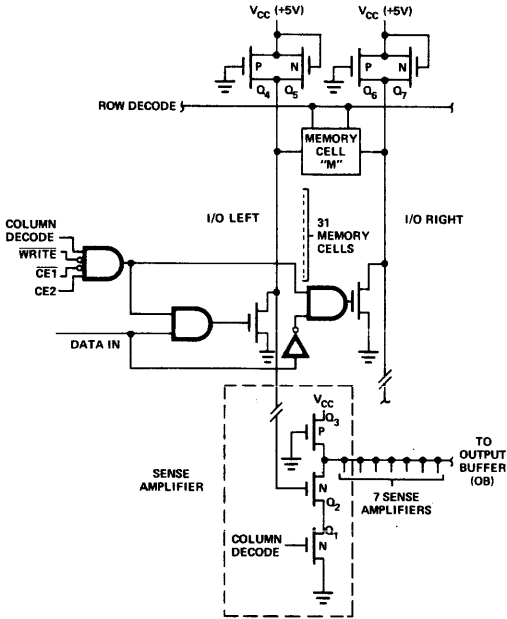 VCC (+5V)
VCC (+5V)
P N
P N
Q4 Q5
Q6 Q7
ROW DECODE
MEMORY
CELL
"M"
I/O LEFT
31
MEMORY
CELLS
I/O RIGHT
COLUMN
DECODE
WRITE
CE1
CE2
DATA IN
VCC
Q3
P
SENSE
AMPLIFIER
N
Q2
TO
OUTPUT
BUFFER
(OB)
7 SENSE
AMPLIFIERS
COLUMN
DECODE
Q1
N